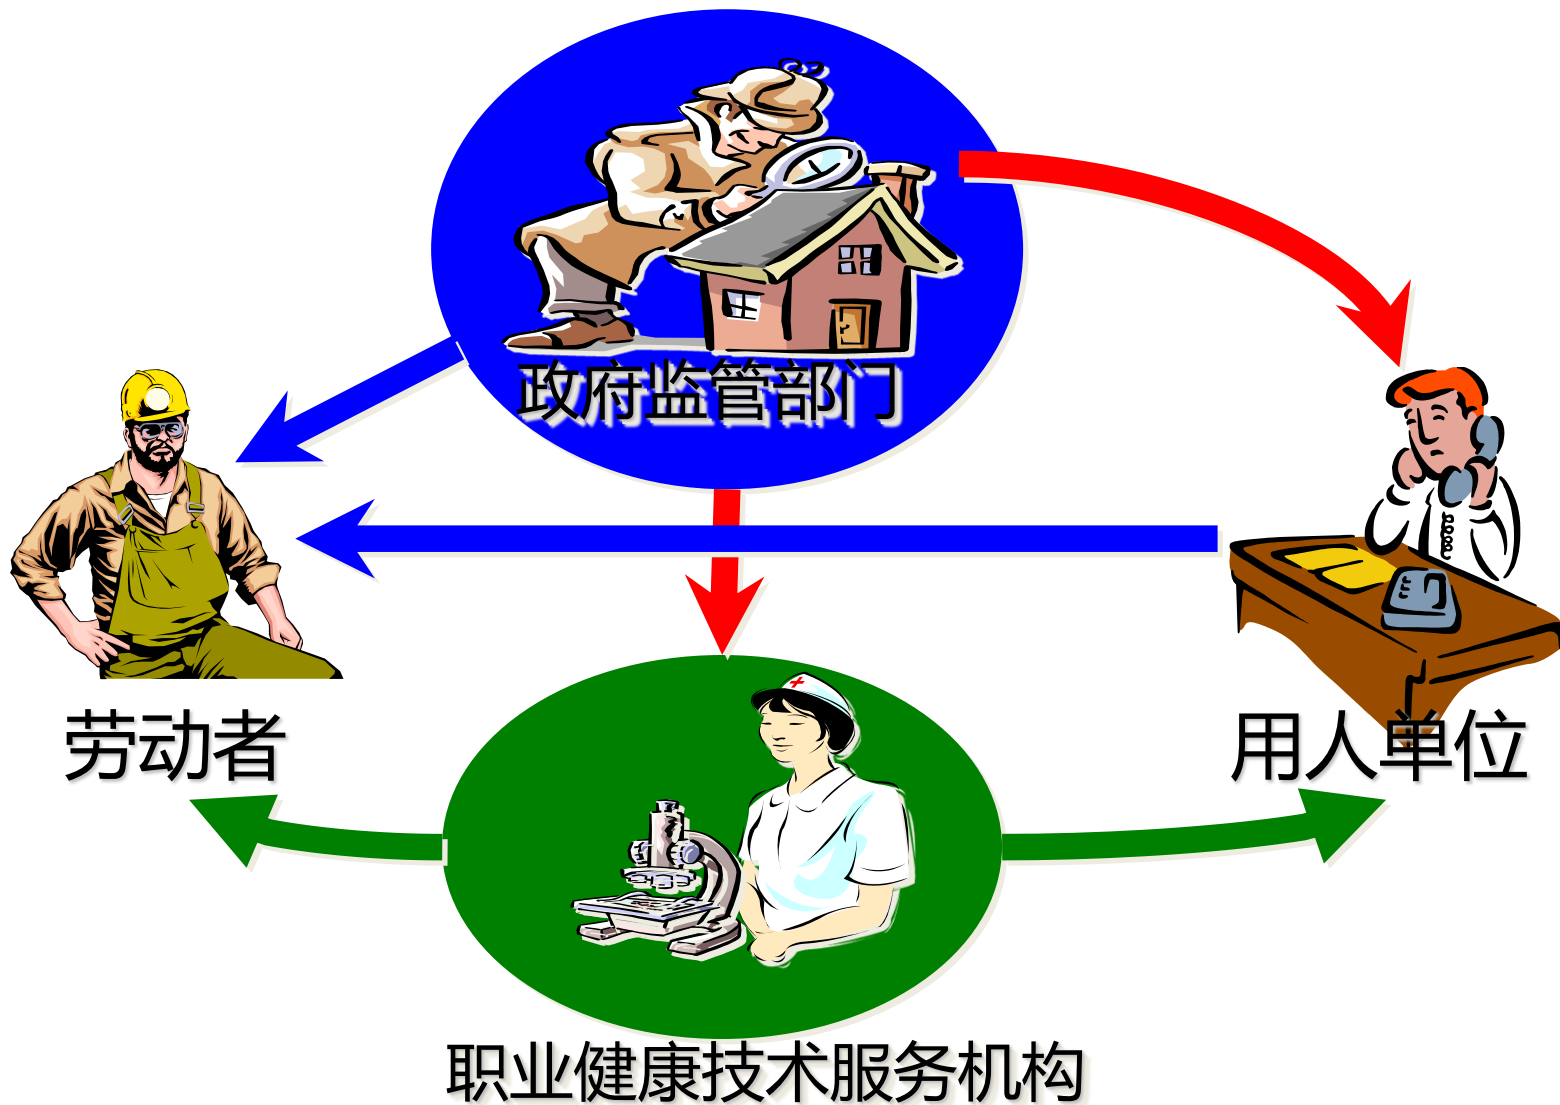 政府监管部门
劳动者
用人单位
职业健康技术服务机构